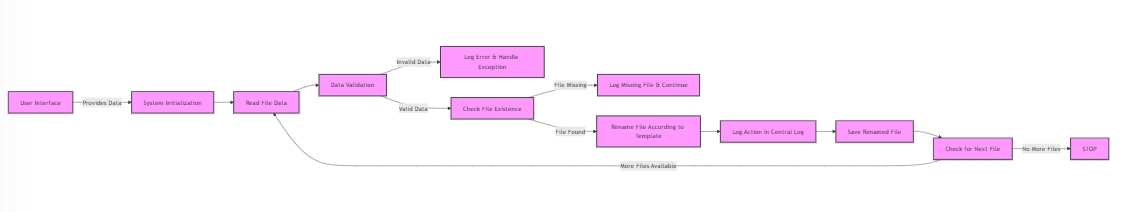 User Interface
Provides Data
System Initialization
Read File Data
Data Validation
Invalid Data
Log Error & Handle
Exception
Valid Data
Check File Existence
File Missing
Log Missing File & Continue
File Found
Rename File According to
Template
Log Action in Central Log
Save Renamed File
Check for Next File
No More Files
STOP
More Files Available